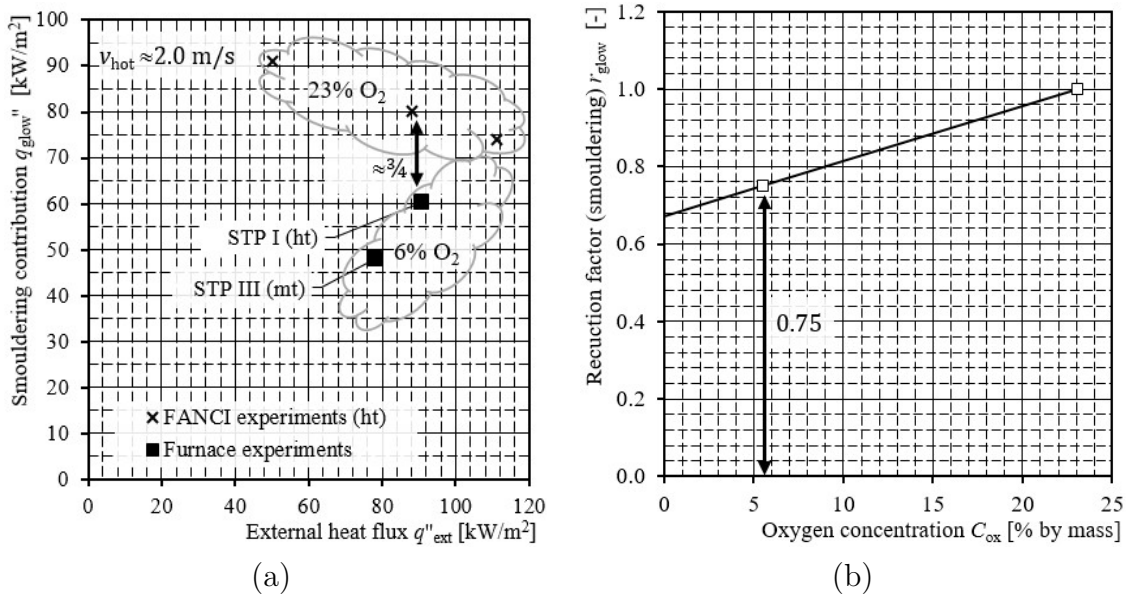 Smouldering contribution q_glow" [kW/m²]
100
90
80
70
60
50
40
30
20
10
0
v_hot ≈2.0 m/s
23% O₂
≈¾
STP I (ht)
6% O₂
STP III (mt)
× FANCI experiments (ht)
■ Furnace experiments
0 20 40 60 80 100 120
External heat flux q"_ext [kW/m²]
(a)
Recuction factor (smouldering) r_glow [-]
1.2
1.0
0.8
0.6
0.4
0.2
0.0
0.75
0 5 10 15 20 25
Oxygen concentration C_ox [% by mass]
(b)